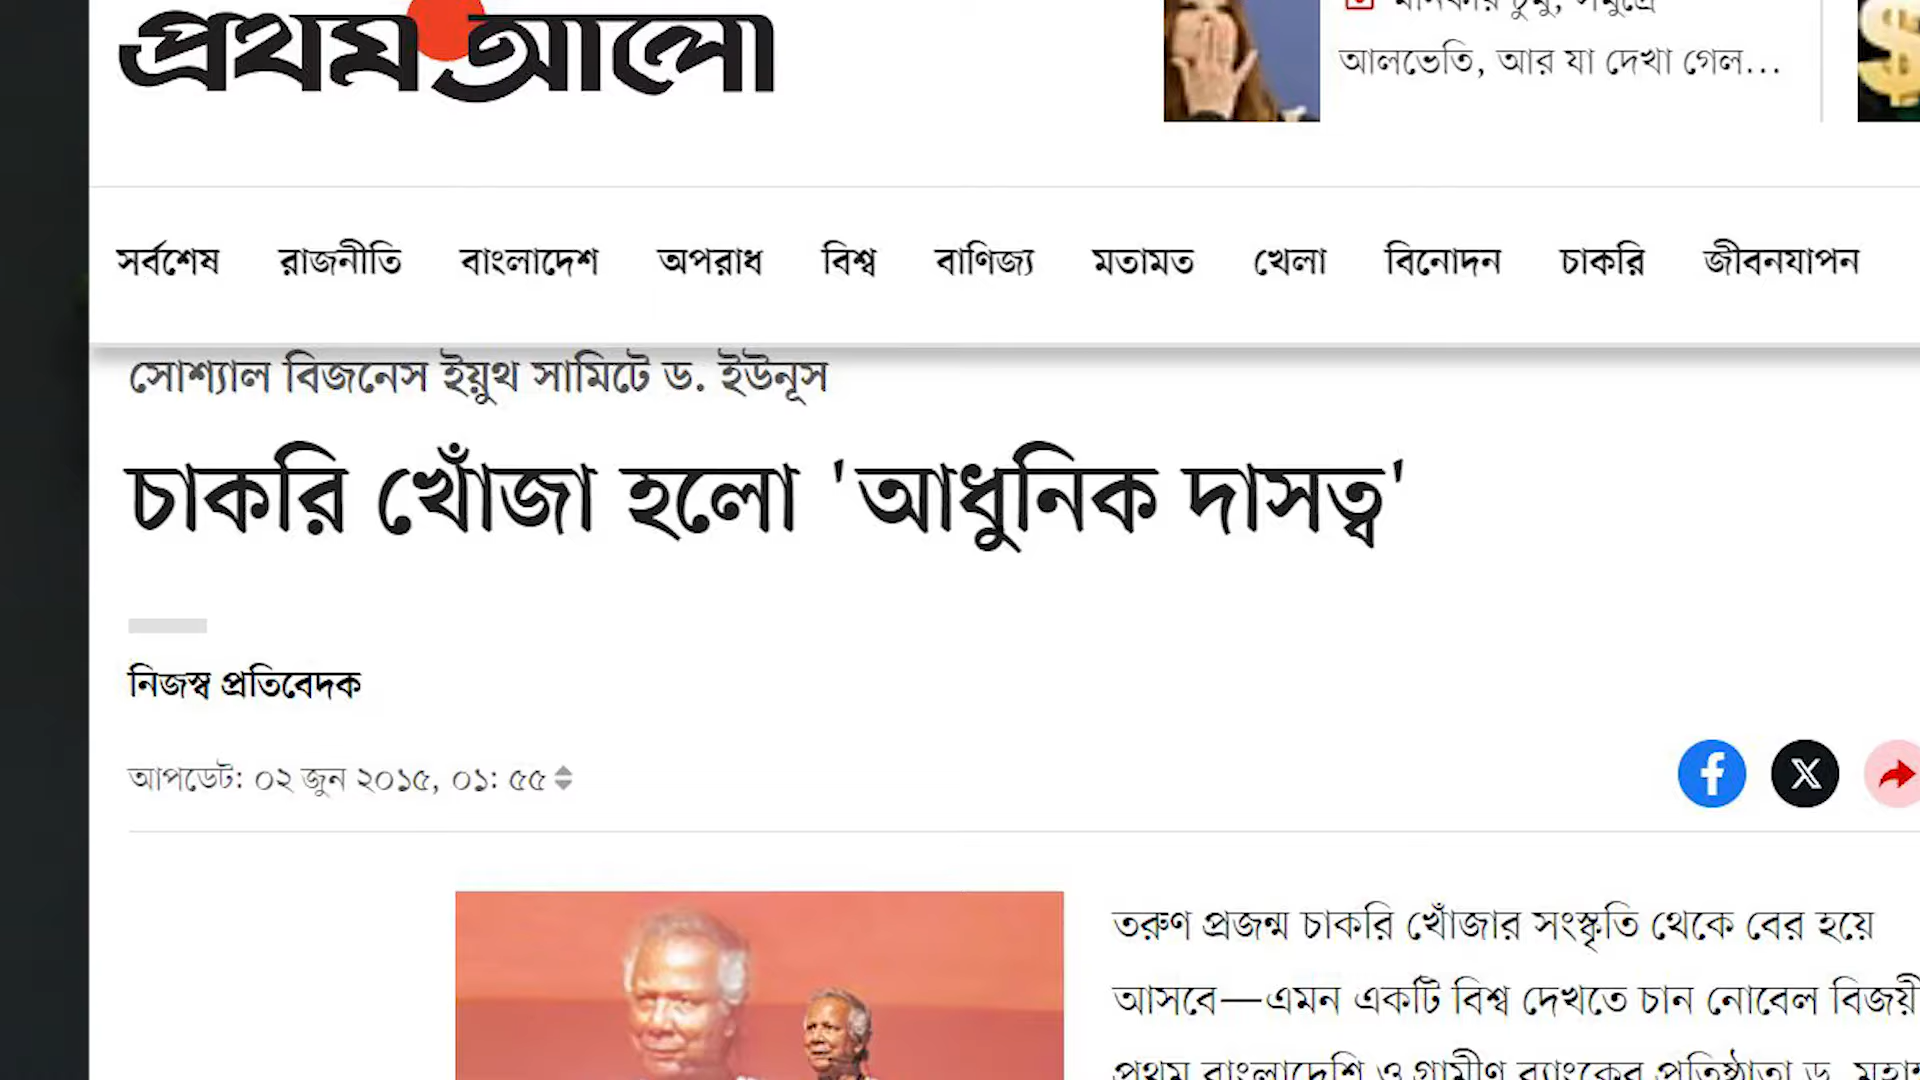 প্রথম আলো
আলভেতি, আর যা দেখা গেল...
সর্বশেষ রাজনীতি বাংলাদেশ অপরাধ বিশ্ব বাণিজ্য মতামত খেলা বিনোদন চাকরি জীবনযাপন
সোশ্যাল বিজনেস ইয়ুথ সামিটে ড. ইউনূস
চাকরি খোঁজা হলো 'আধুনিক দাসত্ব'
নিজস্ব প্রতিবেদক
আপডেট: ০২ জুন ২০১৫, ০১: ৫৫
তরুণ প্রজন্ম চাকরি খোঁজার সংস্কৃতি থেকে বের হয়ে
আসবে—এমন একটি বিশ্ব দেখতে চান নোবেল বিজয়ী
প্রথম বাংলাদেশি ও গ্রামীণ ব্যাংকের প্রতিষ্ঠাতা ড.